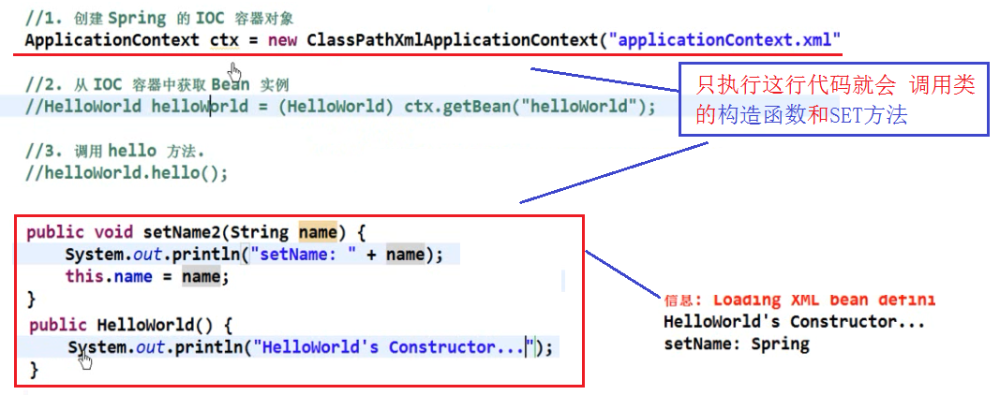 //1. 创建 Spring 的 IOC 容器对象
ApplicationContext ctx = new ClassPathXmlApplicationContext("applicationContext.xml"
//2. 从 IOC 容器中获取 Bean 实例
//HelloWorld helloWorld = (HelloWorld) ctx.getBean("helloWorld");
只执行这行代码就会 调用类
的构造函数和SET方法
//3. 调用 hello 方法.
//helloWorld.hello();
public void setName2(String name) {
System.out.println("setName: " + name);
this.name = name;
}
public HelloWorld() {
System.out.println("HelloWorld's Constructor...");
}
信息: Loading XML bean defini
HelloWorld's Constructor...
setName: Spring